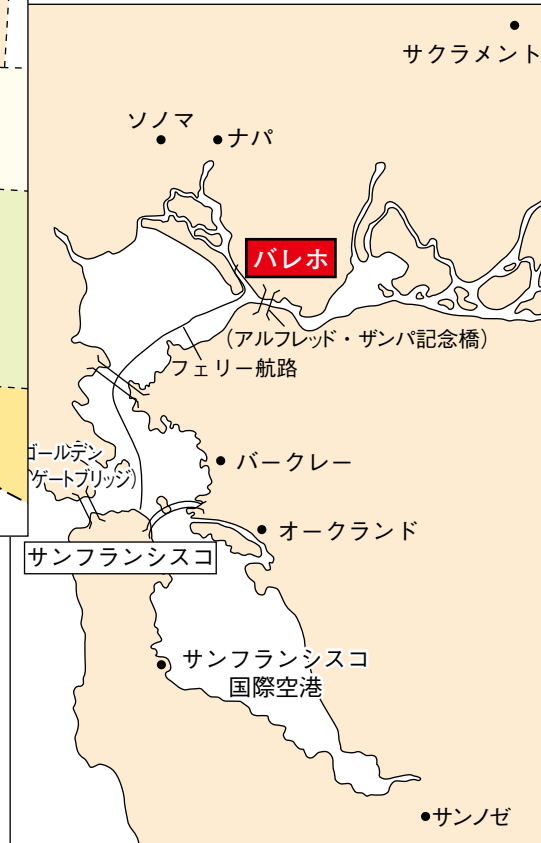 サクラメント
ソノマ
ナパ
バレホ
（アルフレッド・ザンパ記念橋）
フェリー航路
ゴールデン
ゲートブリッジ）
バークレー
オークランド
サンフランシスコ
サンフランシスコ
国際空港
サンノゼ